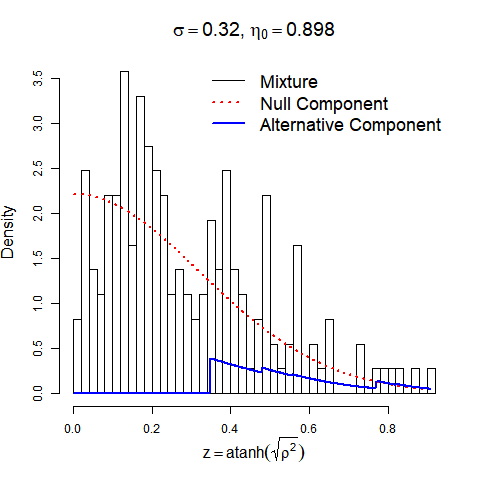 σ = 0.32, η₀ = 0.898
Mixture
Null Component
Alternative Component
Density
3.5
3.0
2.5
2.0
1.5
1.0
0.5
0.0
0.0 0.2 0.4 0.6 0.8
z = atanh(√ρ²)